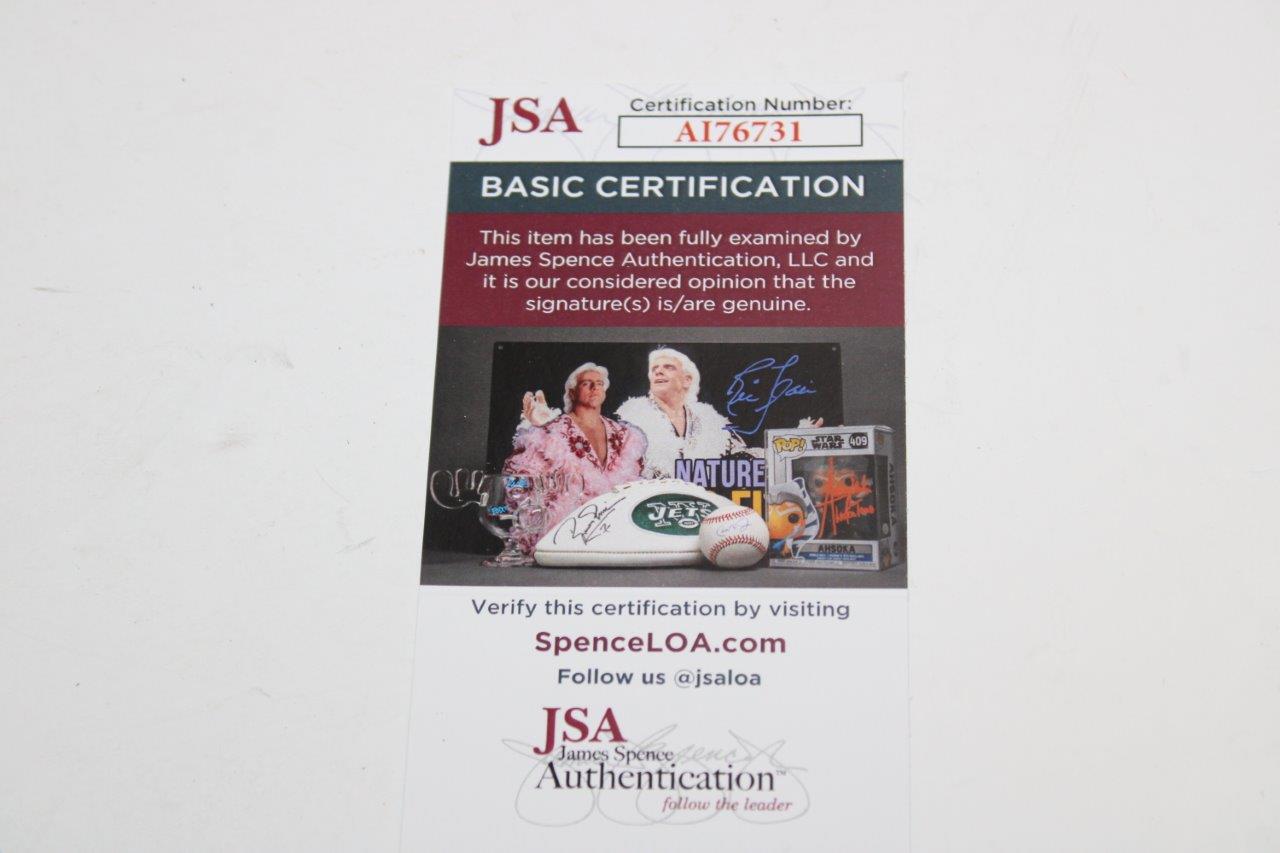 JSA
Certification Number:
AI76731
BASIC CERTIFICATION
This item has been fully examined by
James Spence Authentication, LLC and
it is our considered opinion that the
signature(s) is/are genuine.
NATURE
JETS
POP!
STAR
WARS
409
AHSOKA
AHSOKA
Verify this certification by visiting
SpenceLOA.com
Follow us @jsaloa
JSA
James Spence
Authentication™
follow the leader